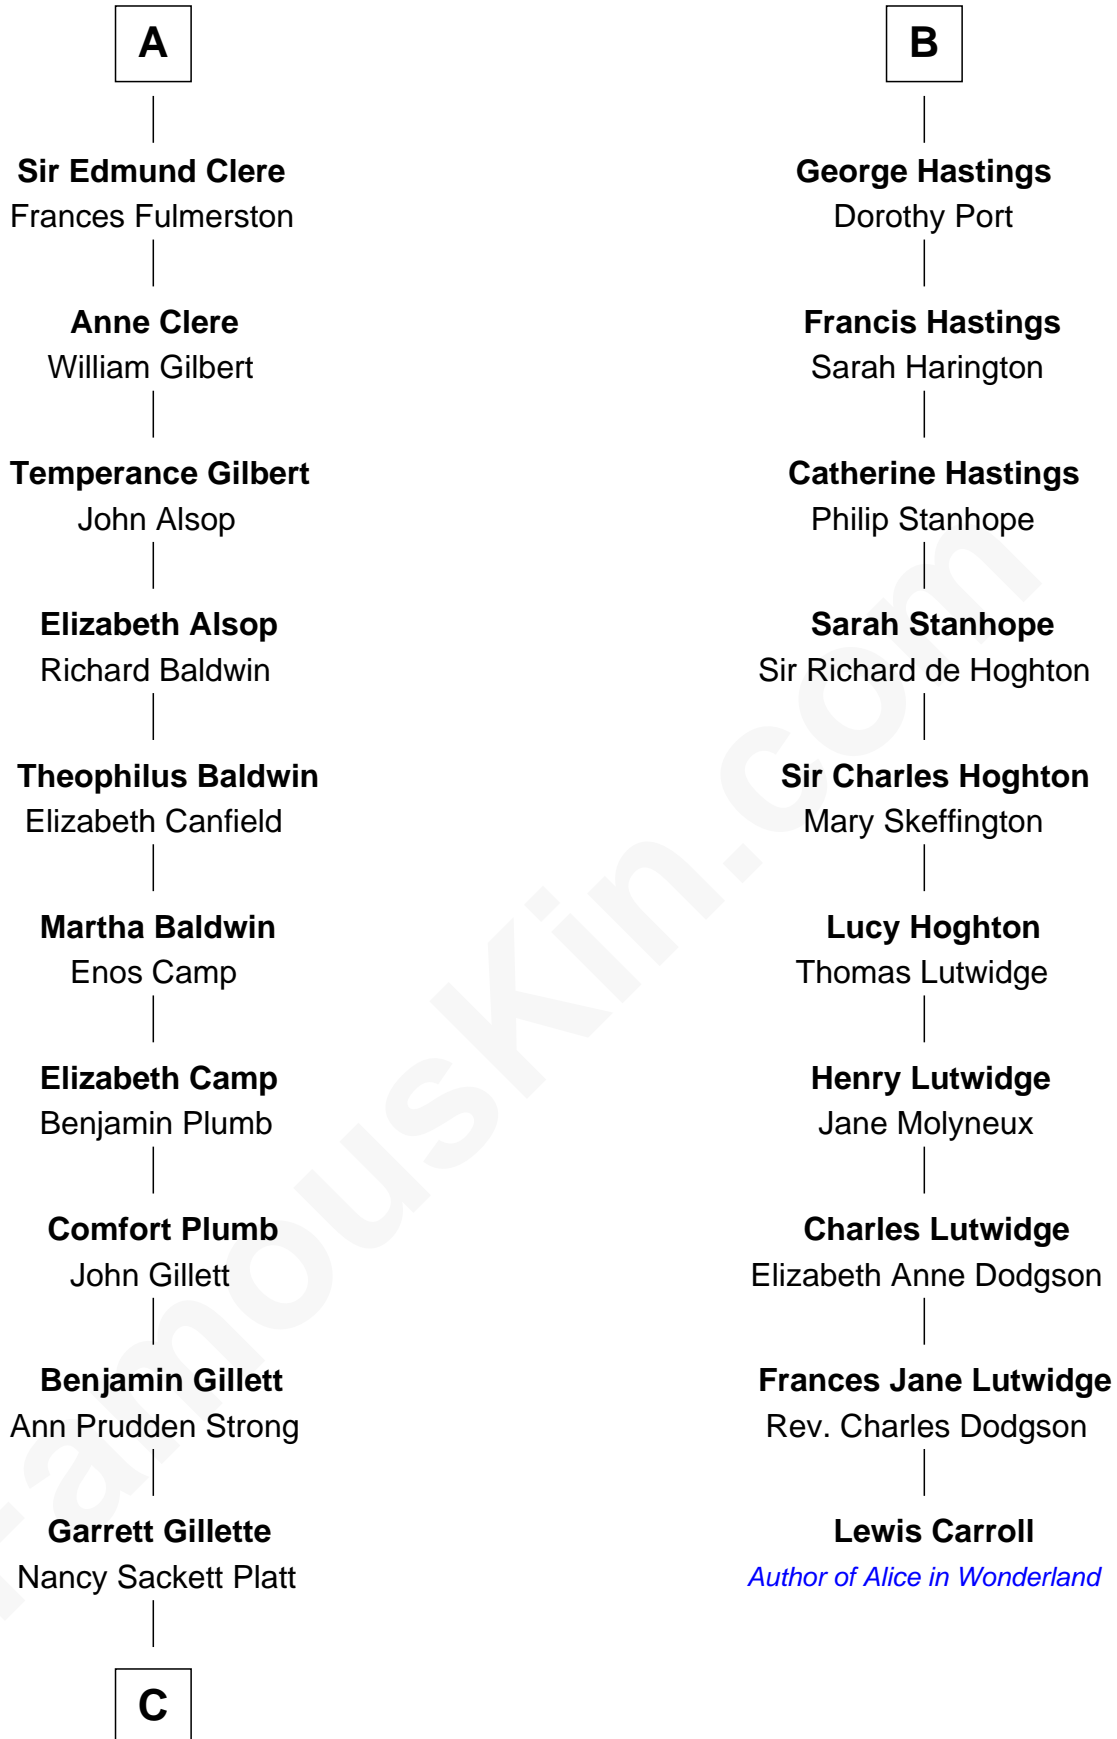 A
Sir Edmund Clere
Frances Fulmerston
Anne Clere
William Gilbert
Temperance Gilbert
John Alsop
Elizabeth Alsop
Richard Baldwin
Theophilus Baldwin
Elizabeth Canfield
Martha Baldwin
Enos Camp
Elizabeth Camp
Benjamin Plumb
Comfort Plumb
John Gillett
Benjamin Gillett
Ann Prudden Strong
Garrett Gillette
Nancy Sackett Platt
C
B
George Hastings
Dorothy Port
Francis Hastings
Sarah Harington
Catherine Hastings
Philip Stanhope
Sarah Stanhope
Sir Richard de Hoghton
Sir Charles Hoghton
Mary Skeffington
Lucy Hoghton
Thomas Lutwidge
Henry Lutwidge
Jane Molyneux
Charles Lutwidge
Elizabeth Anne Dodgson
Frances Jane Lutwidge
Rev. Charles Dodgson
Lewis Carroll
Author of Alice in Wonderland
FamousKin.com